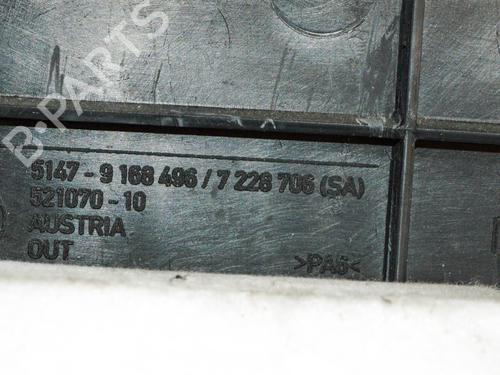 B-PARTS
5147 - 9 168 496 / 7 228 706 (SA)
521070 - 10
AUSTRIA
OUT
>PA6<